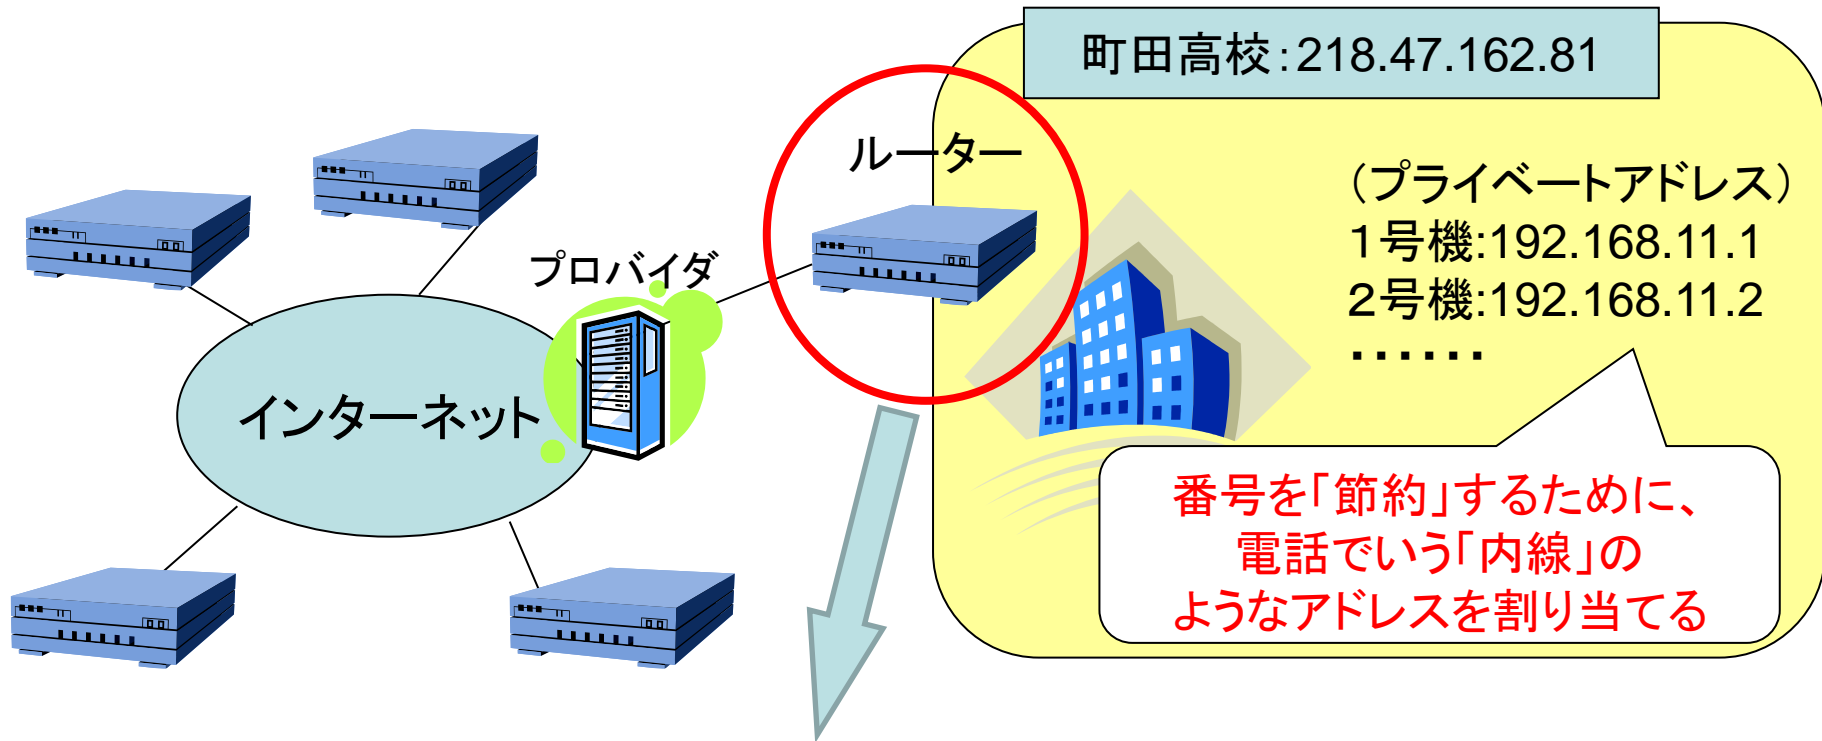 町田高校:218.47.162.81
ルーター
(プライベートアドレス)
1号機:192.168.11.1
2号機:192.168.11.2
・・・・・・
プロバイダ
インターネット
番号を「節約」するために、
電話でいう「内線」の
ようなアドレスを割り当てる